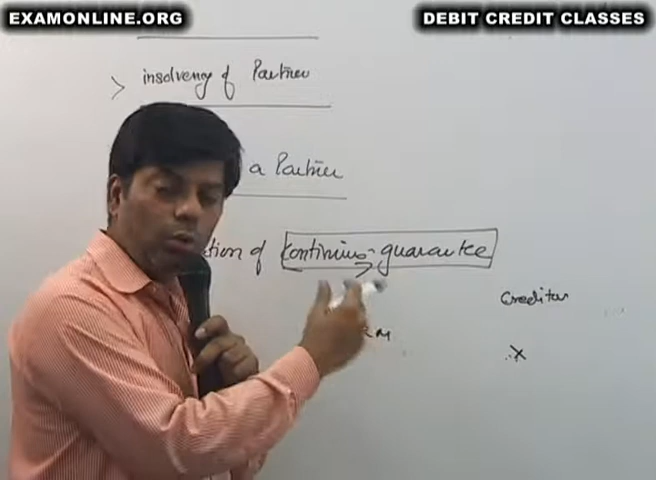 EXAMONLINE.ORG
DEBIT CREDIT CLASSES
> insolvency of Partner
a Partner
tion of continuing guarantee
Creditor
x